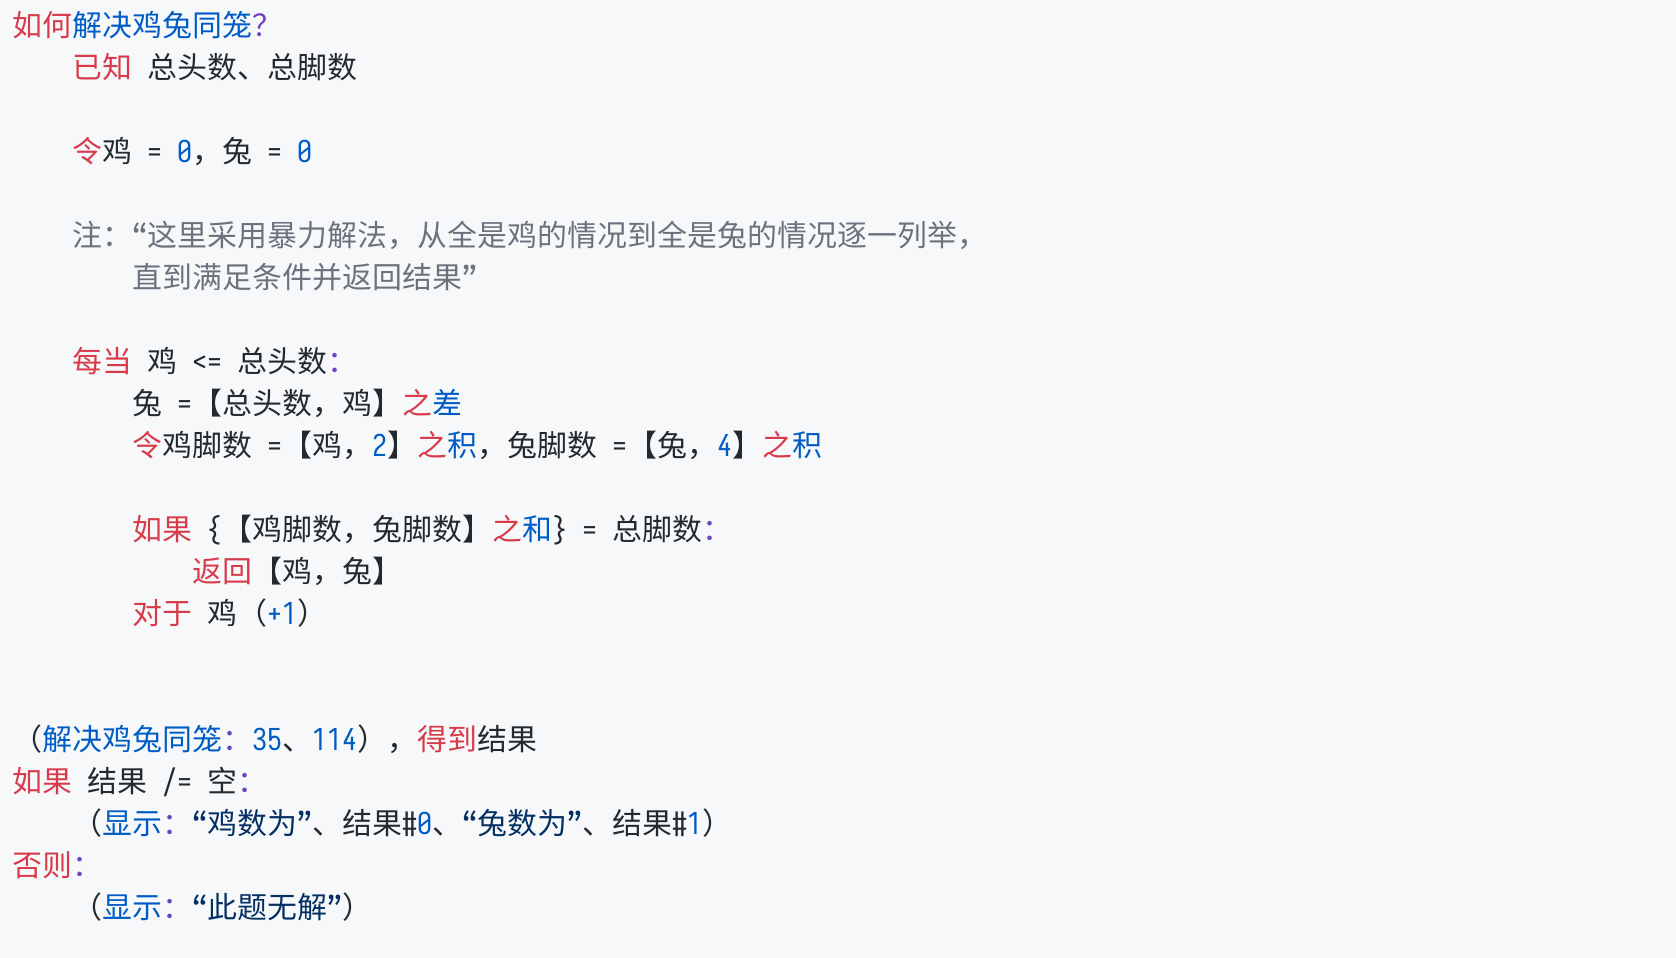 如何解决鸡兔同笼？
    已知 总头数、总脚数
    令鸡 = 0，兔 = 0
    注：“这里采用暴力解法，从全是鸡的情况到全是兔的情况逐一列举，
        直到满足条件并返回结果”
    每当 鸡 <= 总头数：
        兔 =【总头数，鸡】之差
        令鸡脚数 =【鸡，2】之积，兔脚数 =【兔，4】之积
        如果 {【鸡脚数，兔脚数】之和} = 总脚数：
            返回【鸡，兔】
        对于 鸡（+1）
（解决鸡兔同笼：35、114），得到结果
如果 结果 /= 空：
    （显示：“鸡数为”、结果#0、“兔数为”、结果#1）
否则：
    （显示：“此题无解”）